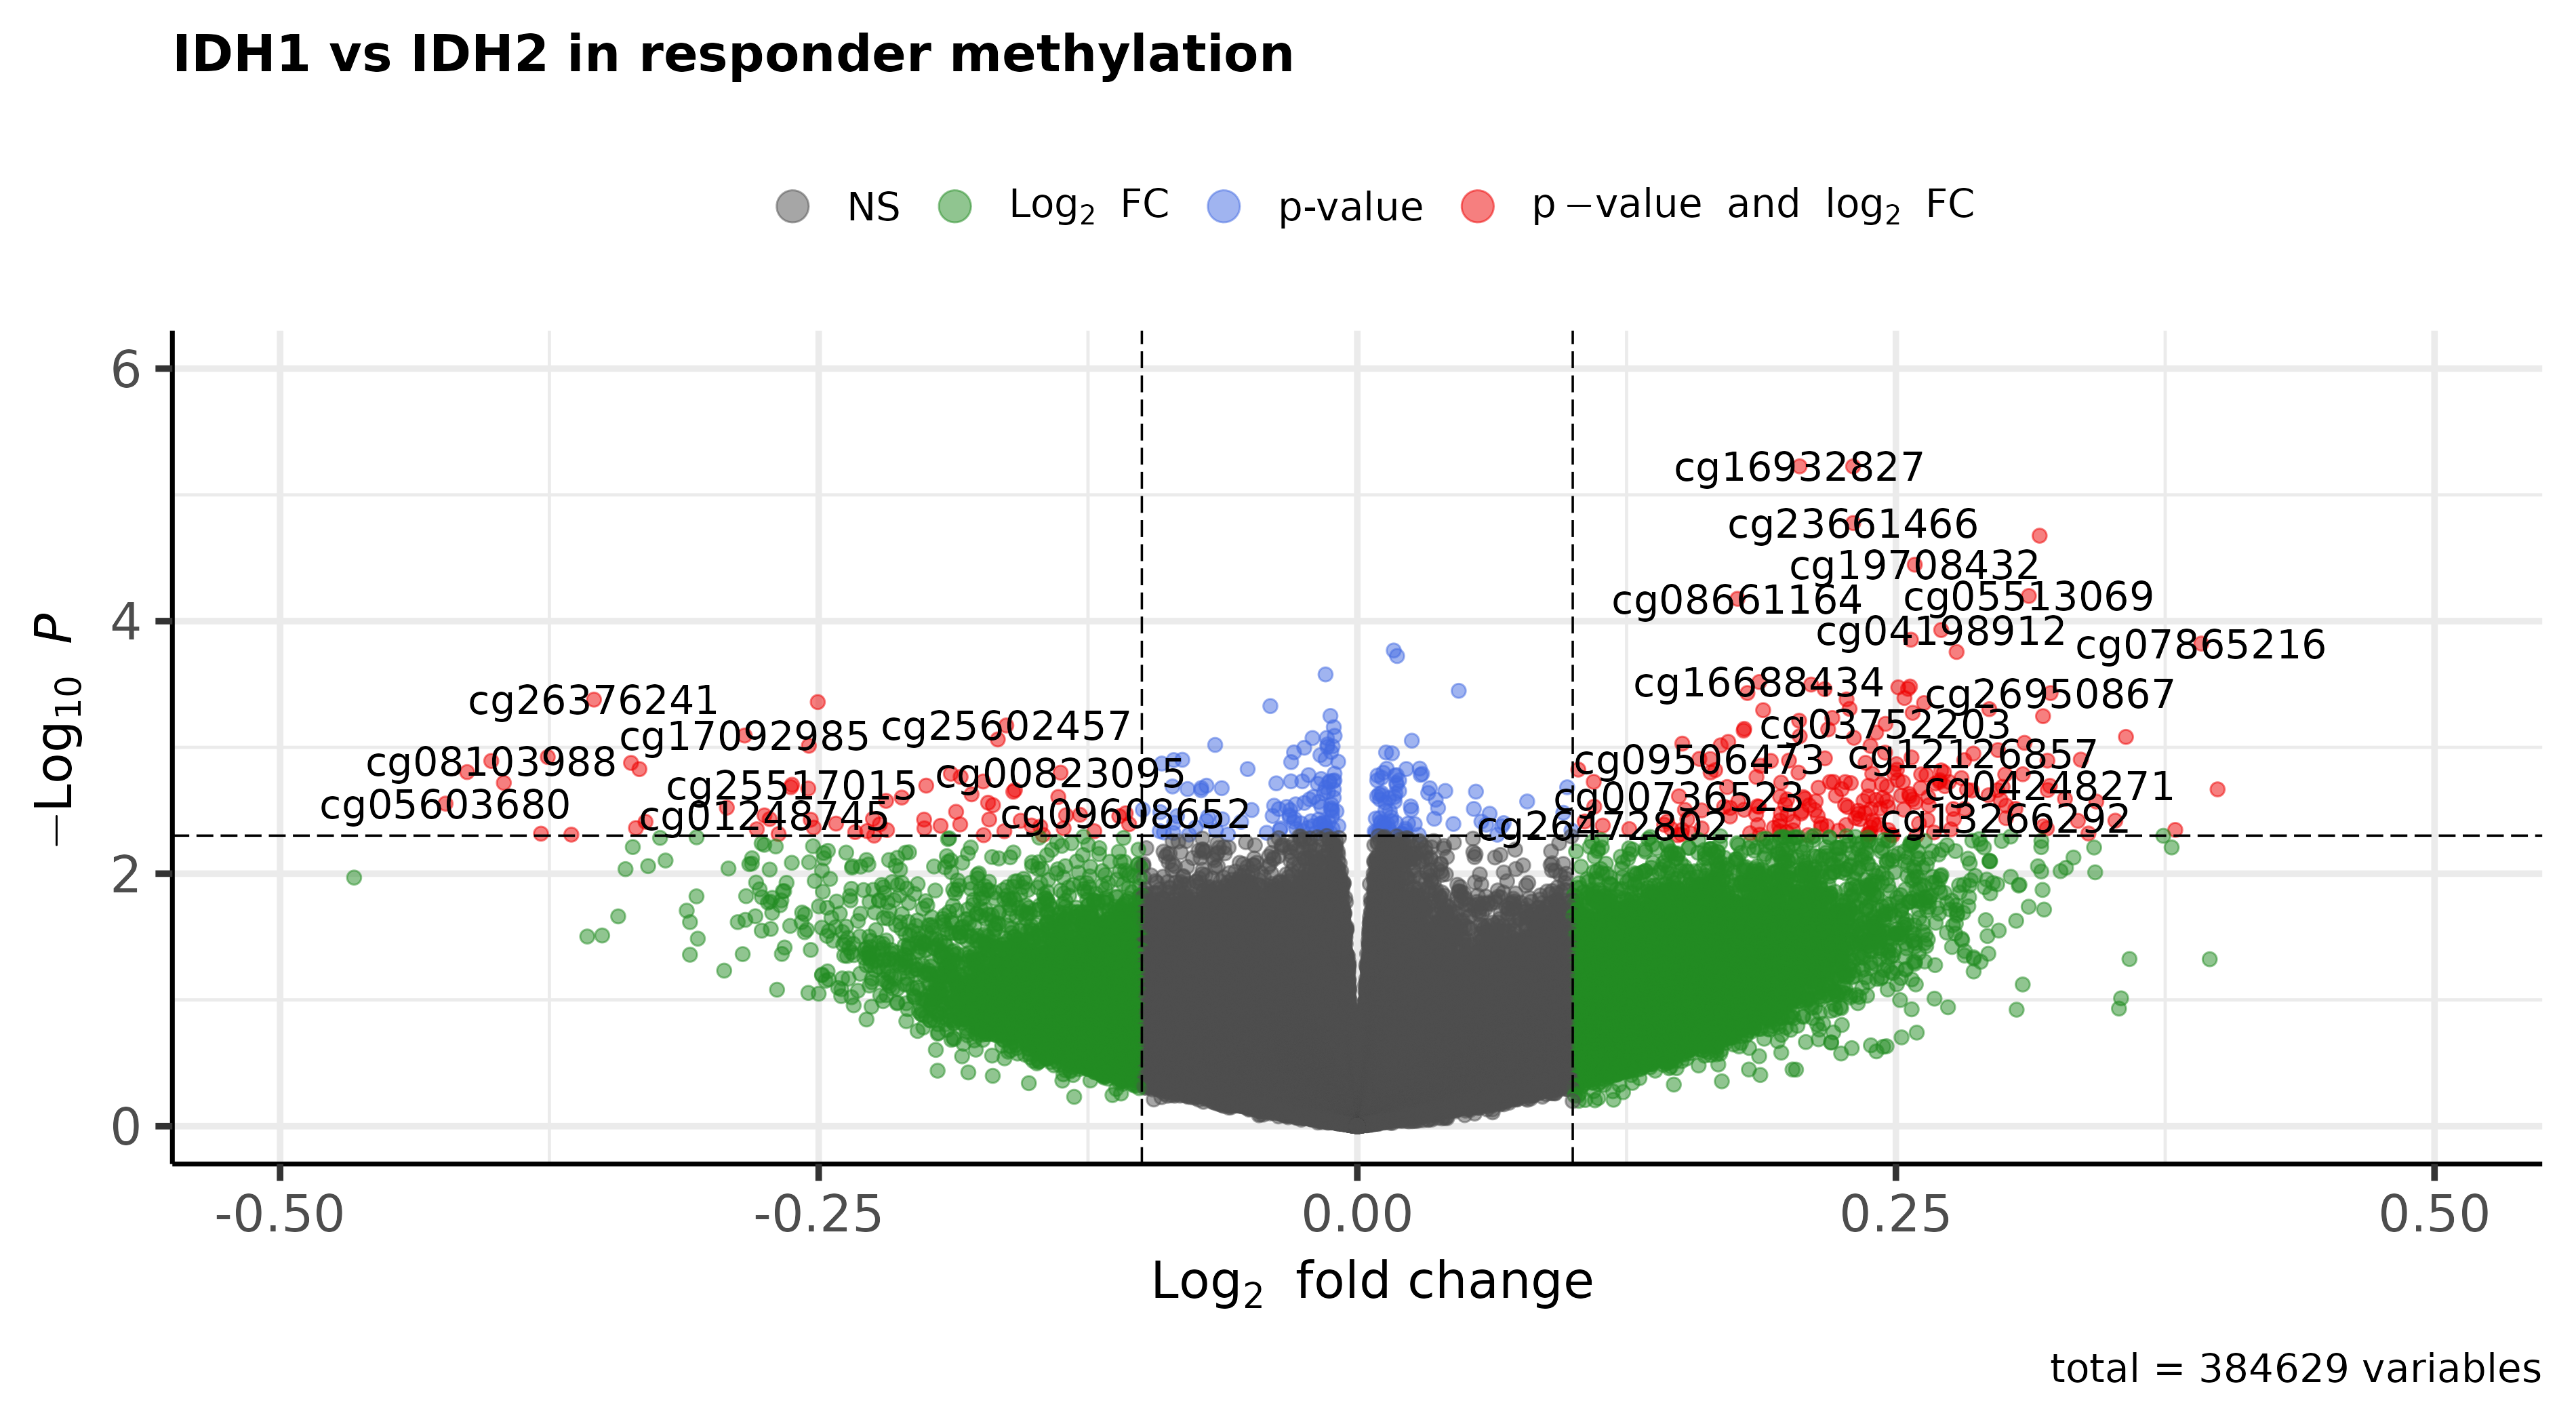 IDH1 vs IDH2 in responder methylation
NS Log2 FC p-value p−value and log2 FC
−Log10 P
6
4
2
0
cg16932827
cg23661466
cg19708432
cg08661164
cg05513069
cg04198912
cg07865216
cg16688434
cg26950867
cg26376241
cg03752203
cg25602457
cg17092985
cg12126857
cg09506473
cg08103988
cg00823095
cg25517015
cg04248271
cg00736523
cg05603680
cg09608652
cg01248745
cg13266292
cg26472802
-0.50 -0.25 0.00 0.25 0.50
Log2 fold change
total = 384629 variables